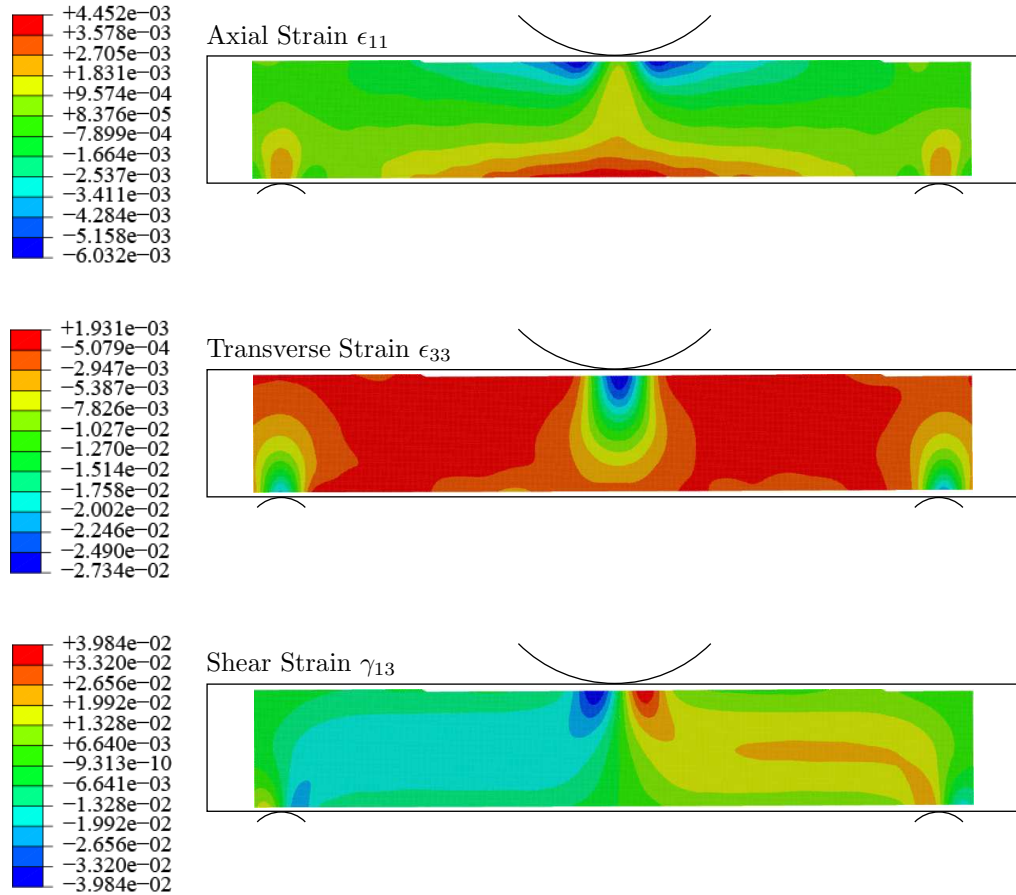 +4.452e−03
+3.578e−03
+2.705e−03
+1.831e−03
+9.574e−04
+8.376e−05
−7.899e−04
−1.664e−03
−2.537e−03
−3.411e−03
−4.284e−03
−5.158e−03
−6.032e−03
Axial Strain ϵ₁₁
+1.931e−03
−5.079e−04
−2.947e−03
−5.387e−03
−7.826e−03
−1.027e−02
−1.270e−02
−1.514e−02
−1.758e−02
−2.002e−02
−2.246e−02
−2.490e−02
−2.734e−02
Transverse Strain ϵ₃₃
+3.984e−02
+3.320e−02
+2.656e−02
+1.992e−02
+1.328e−02
+6.640e−03
−9.313e−10
−6.641e−03
−1.328e−02
−1.992e−02
−2.656e−02
−3.320e−02
−3.984e−02
Shear Strain γ₁₃